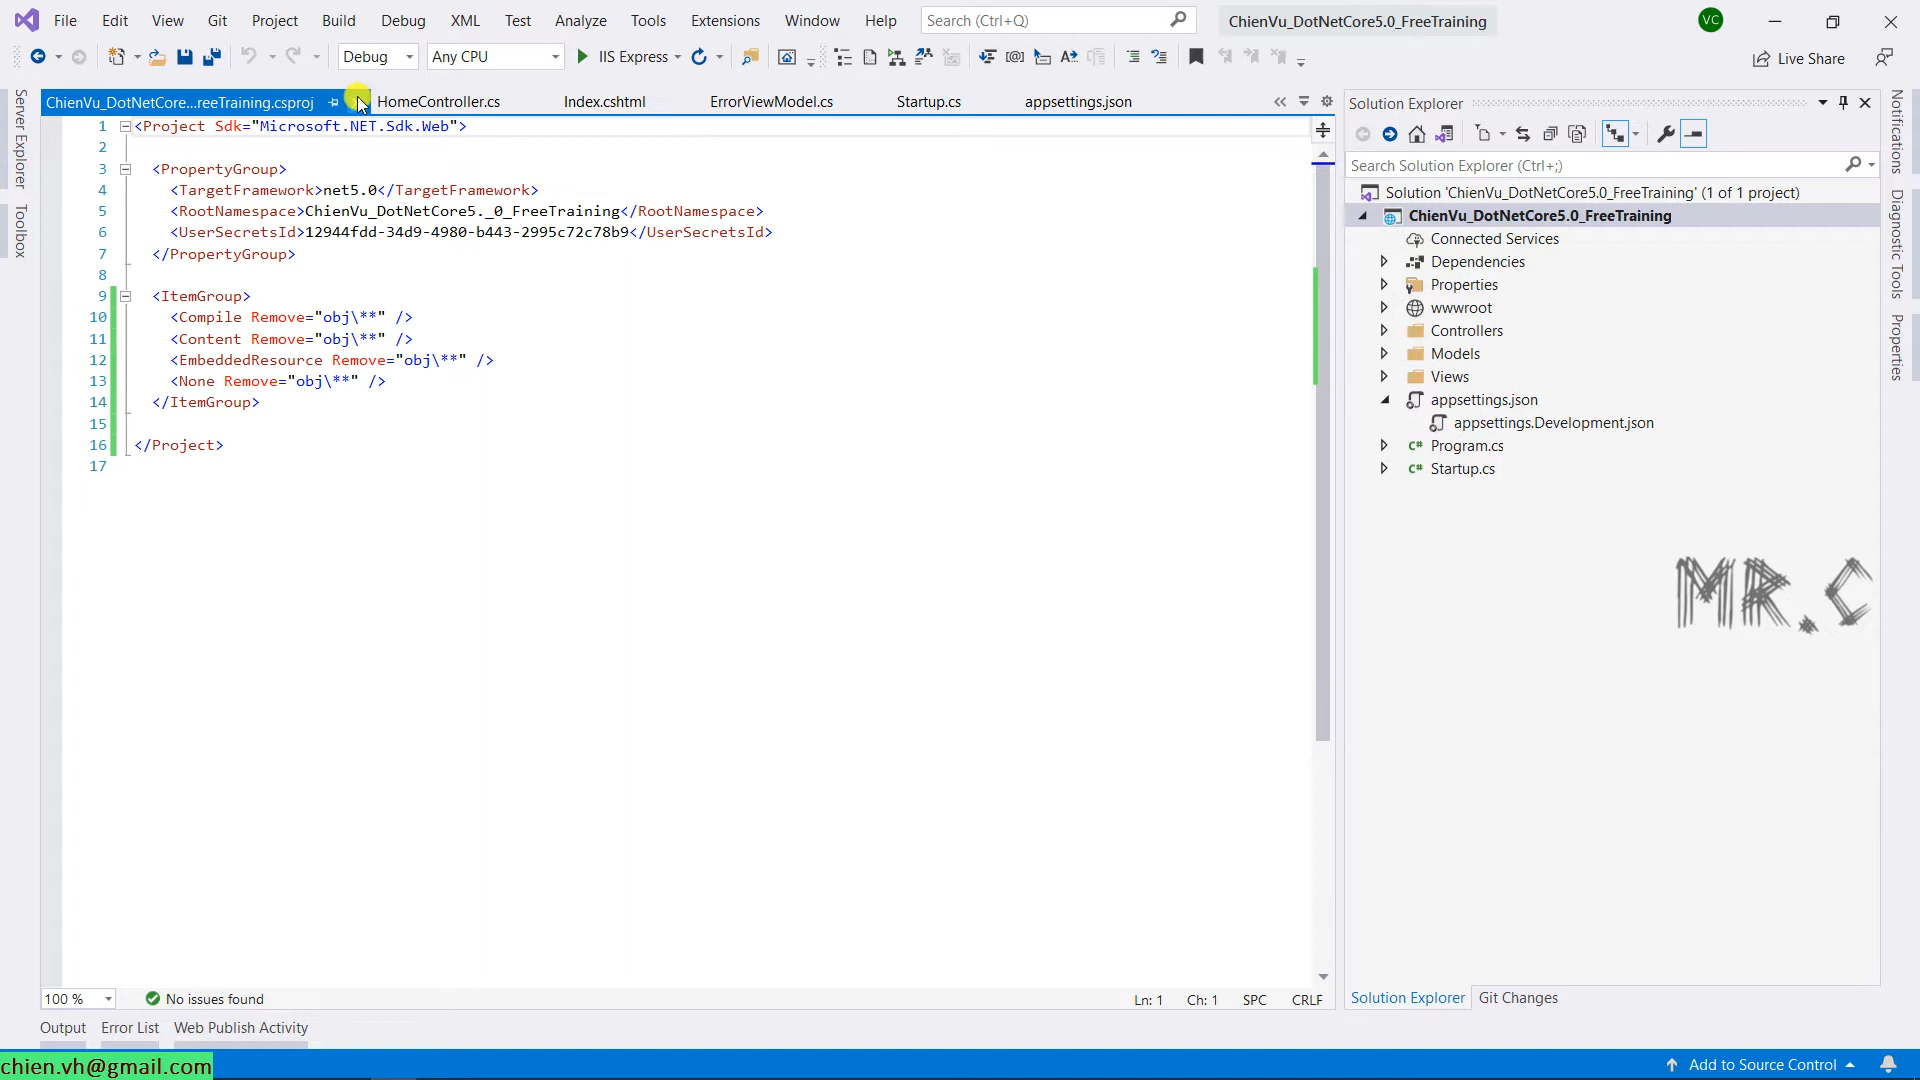 File Edit View Git Project Build Debug XML Test Analyze Tools Extensions Window Help Search (Ctrl+Q) ChienVu_DotNetCore5.0_FreeTraining VC
Debug Any CPU IIS Express Live Share
ChienVu_DotNetCore...reeTraining.csproj HomeController.cs Index.cshtml ErrorViewModel.cs Startup.cs appsettings.json
1 <Project Sdk="Microsoft.NET.Sdk.Web">
2
3 <PropertyGroup>
4 <TargetFramework>net5.0</TargetFramework>
5 <RootNamespace>ChienVu_DotNetCore5._0_FreeTraining</RootNamespace>
6 <UserSecretsId>12944fdd-34d9-4980-b443-2995c72c78b9</UserSecretsId>
7 </PropertyGroup>
8
9 <ItemGroup>
10 <Compile Remove="obj\**" />
11 <Content Remove="obj\**" />
12 <EmbeddedResource Remove="obj\**" />
13 <None Remove="obj\**" />
14 </ItemGroup>
15
16 </Project>
17
100 % No issues found Ln: 1 Ch: 1 SPC CRLF
Output Error List Web Publish Activity
Server Explorer
Toolbox
Solution Explorer
Search Solution Explorer (Ctrl+;)
Solution 'ChienVu_DotNetCore5.0_FreeTraining' (1 of 1 project)
ChienVu_DotNetCore5.0_FreeTraining
Connected Services
Dependencies
Properties
wwwroot
Controllers
Models
Views
appsettings.json
appsettings.Development.json
Program.cs
Startup.cs
MR.C
Solution Explorer Git Changes
Notifications
Diagnostic Tools
Properties
chien.vh@gmail.com
Add to Source Control